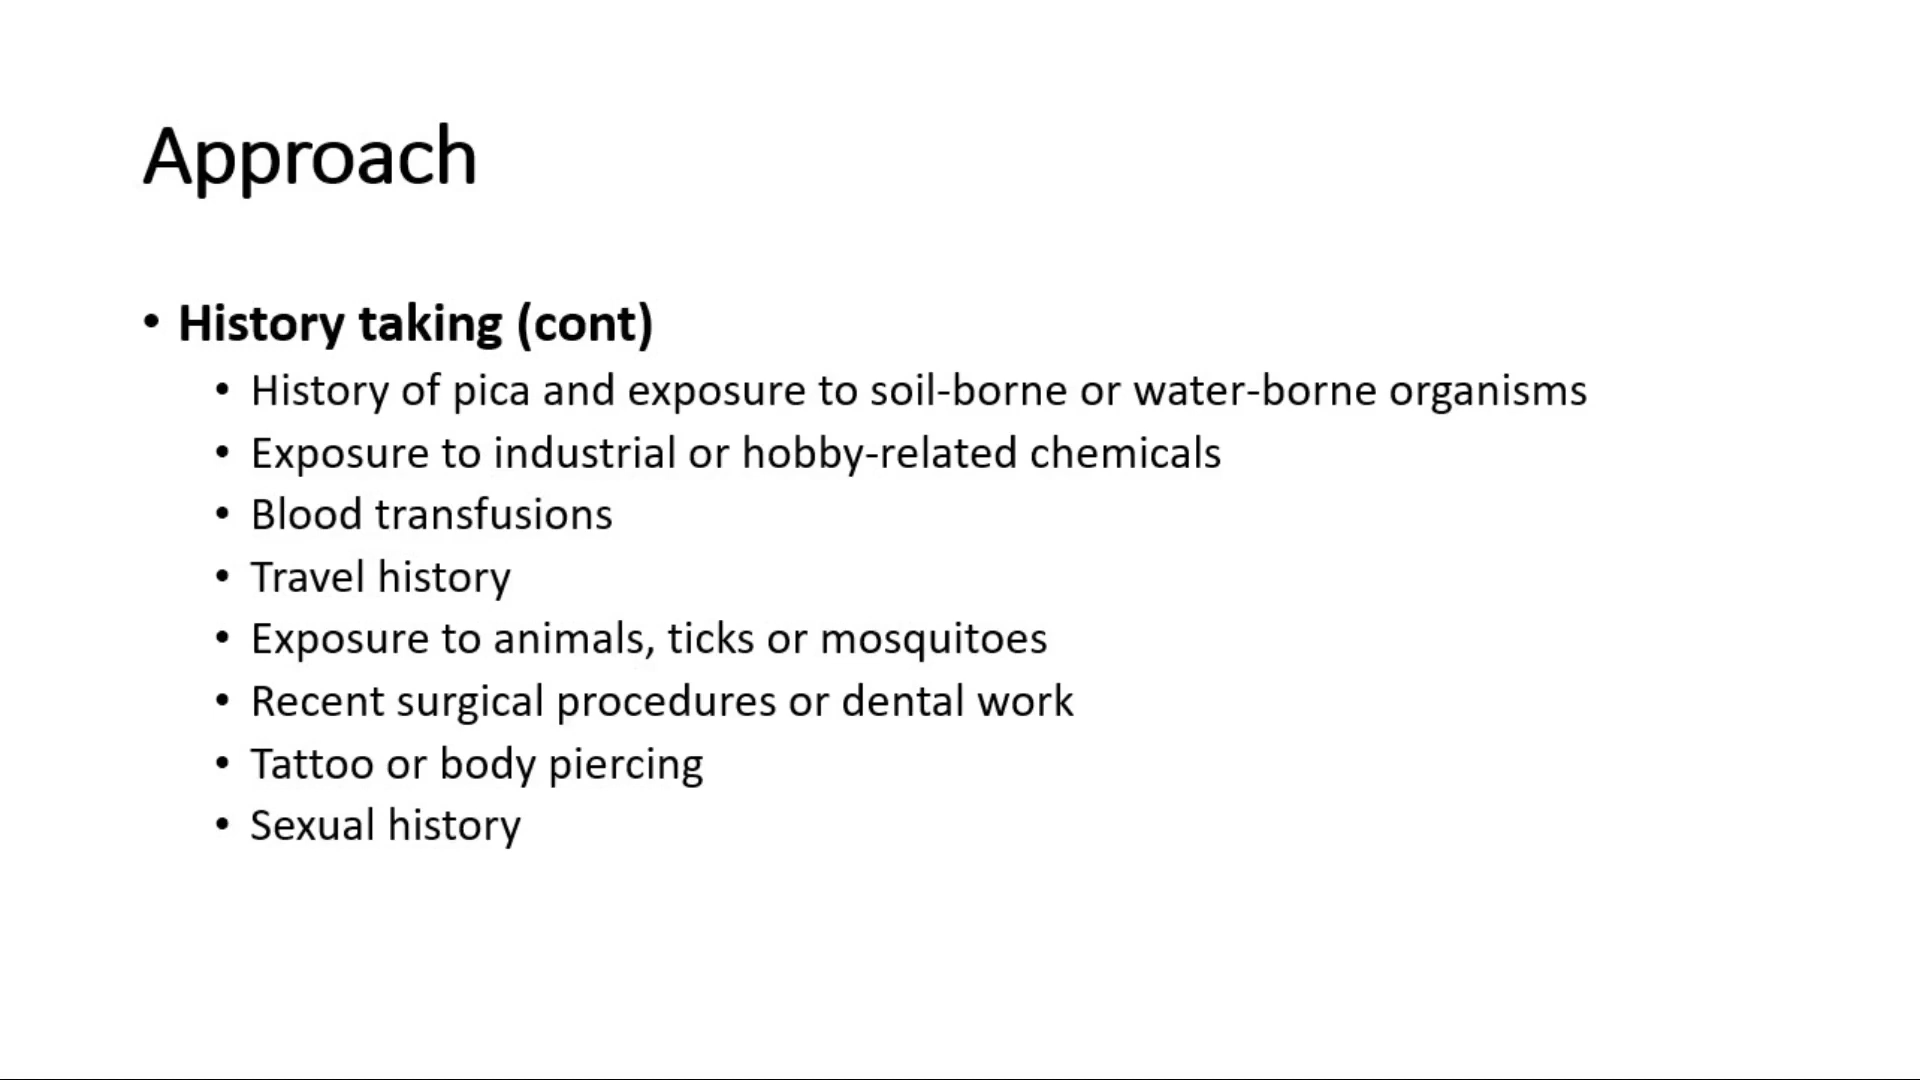 Approach
• History taking (cont)
• History of pica and exposure to soil-borne or water-borne organisms
• Exposure to industrial or hobby-related chemicals
• Blood transfusions
• Travel history
• Exposure to animals, ticks or mosquitoes
• Recent surgical procedures or dental work
• Tattoo or body piercing
• Sexual history